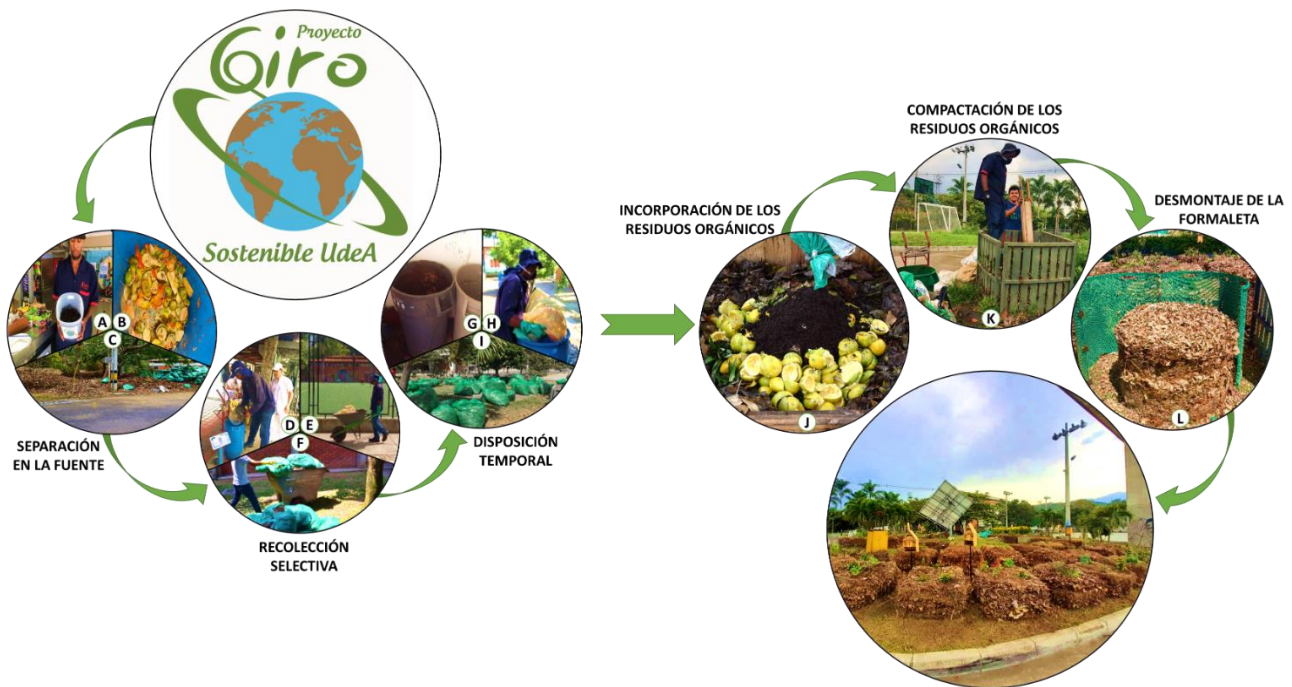 Proyecto
Giro
Sostenible UdeA
A
B
C
SEPARACIÓN
EN LA FUENTE
D
E
F
RECOLECCIÓN
SELECTIVA
G
H
I
DISPOSICIÓN
TEMPORAL
INCORPORACIÓN DE LOS
RESIDUOS ORGÁNICOS
J
COMPACTACIÓN DE LOS
RESIDUOS ORGÁNICOS
K
DESMONTAJE DE LA
FORMALETA
L